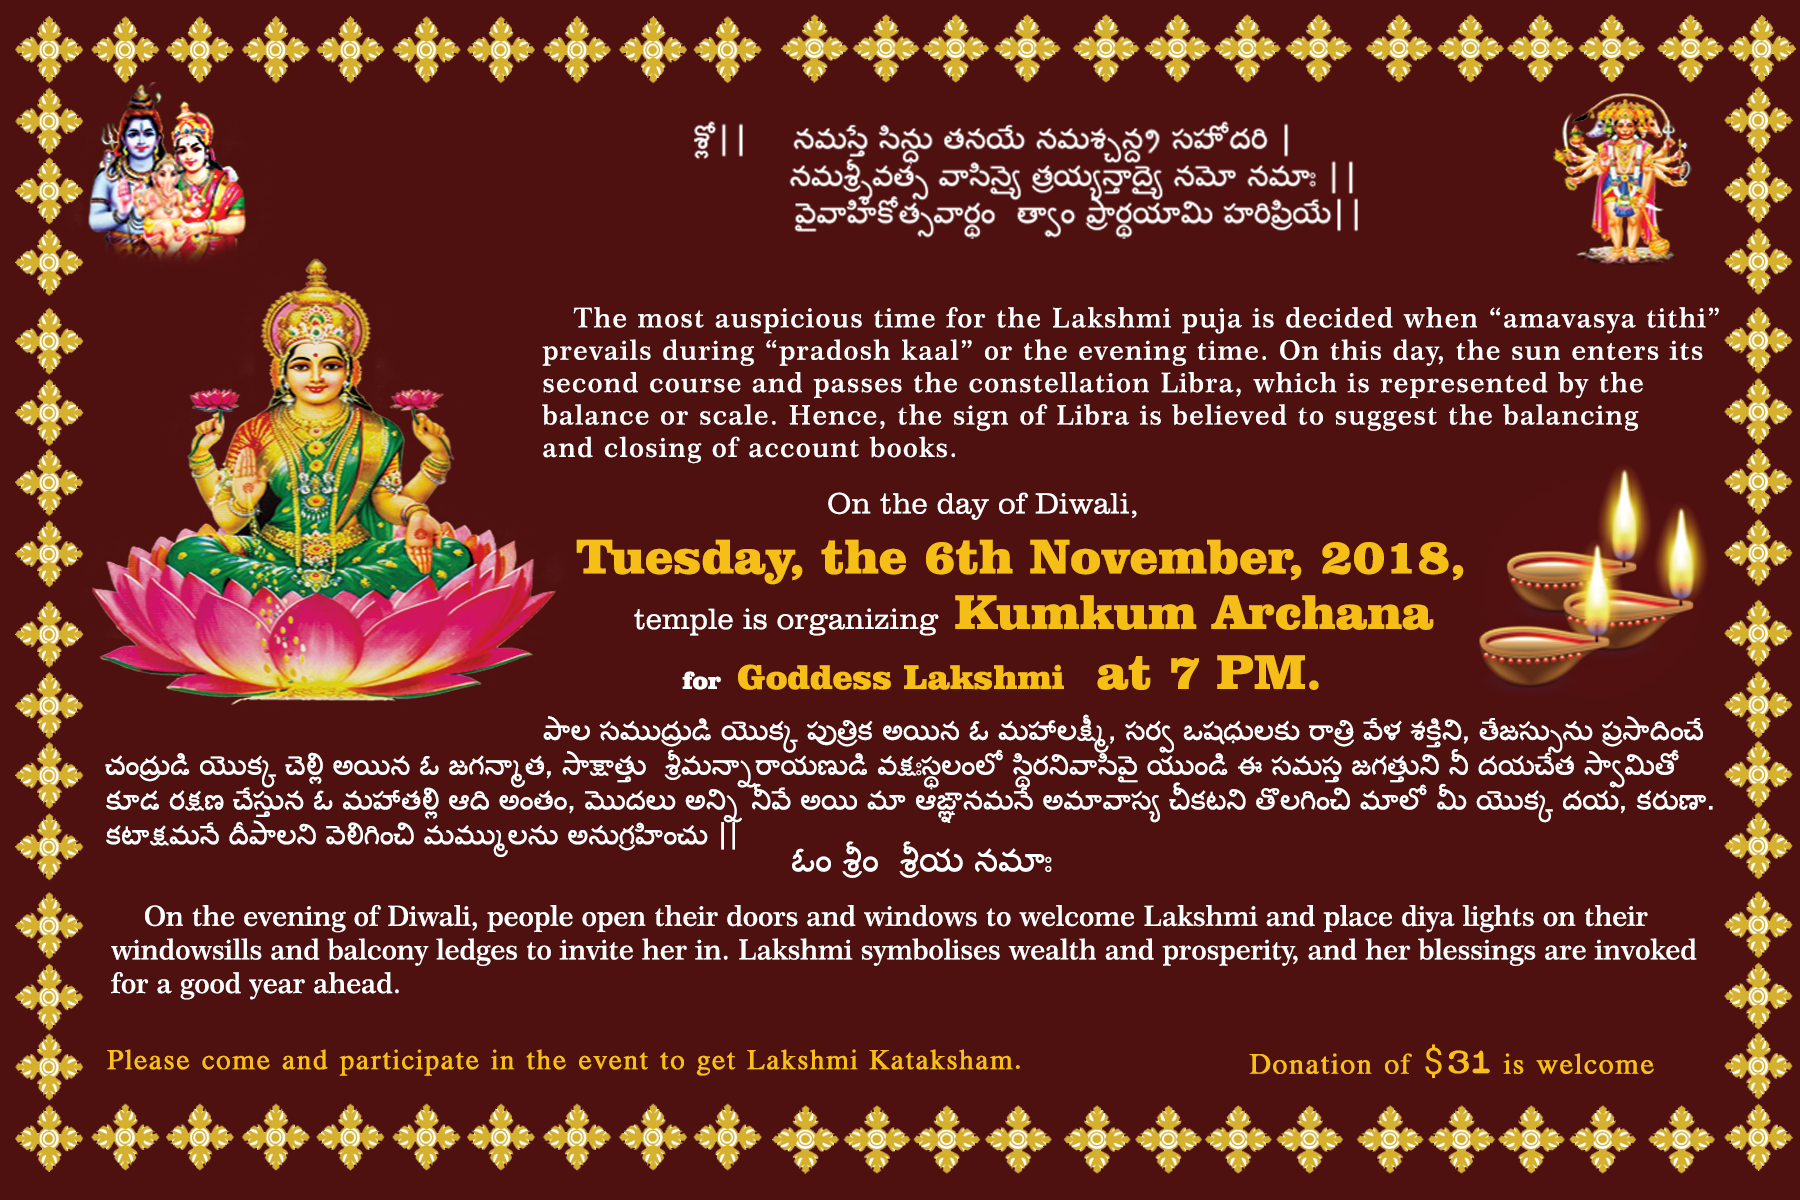 శ్లో|| నమస్తే సిన్ధు తనయే నమశ్చన్ద్ర సహోదరి |
నమశ్రీవత్స వాసిన్యై త్రయ్యన్తాద్యై నమో నమాః ||
వైవాహికోత్సవార్థం త్వాం ప్రార్థయామి హరిప్రియే||
The most auspicious time for the Lakshmi puja is decided when “amavasya tithi”
prevails during “pradosh kaal” or the evening time. On this day, the sun enters its
second course and passes the constellation Libra, which is represented by the
balance or scale. Hence, the sign of Libra is believed to suggest the balancing
and closing of account books.
On the day of Diwali,
Tuesday, the 6th November, 2018,
temple is organizing Kumkum Archana
for Goddess Lakshmi at 7 PM.
పాల సముద్రుడి యొక్క పుత్రిక అయిన ఓ మహాలక్ష్మీ, సర్వ ఒషధులకు రాత్రి వేళ శక్తిని, తేజస్సును ప్రసాదించే
చంద్రుడి యొక్క చెల్లి అయిన ఓ జగన్మాత, సాక్షాత్తు శ్రీమన్నారాయణుడి వక్షఃస్థలంలో స్థిరనివాసివై యుండి ఈ సమస్త జగత్తుని నీ దయచేత స్వామితో
కూడ రక్షణ చేస్తున ఓ మహాతల్లి ఆది అంతం, మొదలు అన్ని నీవే అయి మా ఆజ్ఞానమనే అమావాస్య చీకటని తొలగించి మాలో మీ యొక్క దయ, కరుణా.
కటాక్షమనే దీపాలని వెలిగించి మమ్ములను అనుగ్రహించు ||
ఓం శ్రీం శ్రీయ నమాః
On the evening of Diwali, people open their doors and windows to welcome Lakshmi and place diya lights on their
windowsills and balcony ledges to invite her in. Lakshmi symbolises wealth and prosperity, and her blessings are invoked
for a good year ahead.
Please come and participate in the event to get Lakshmi Kataksham.
Donation of $31 is welcome